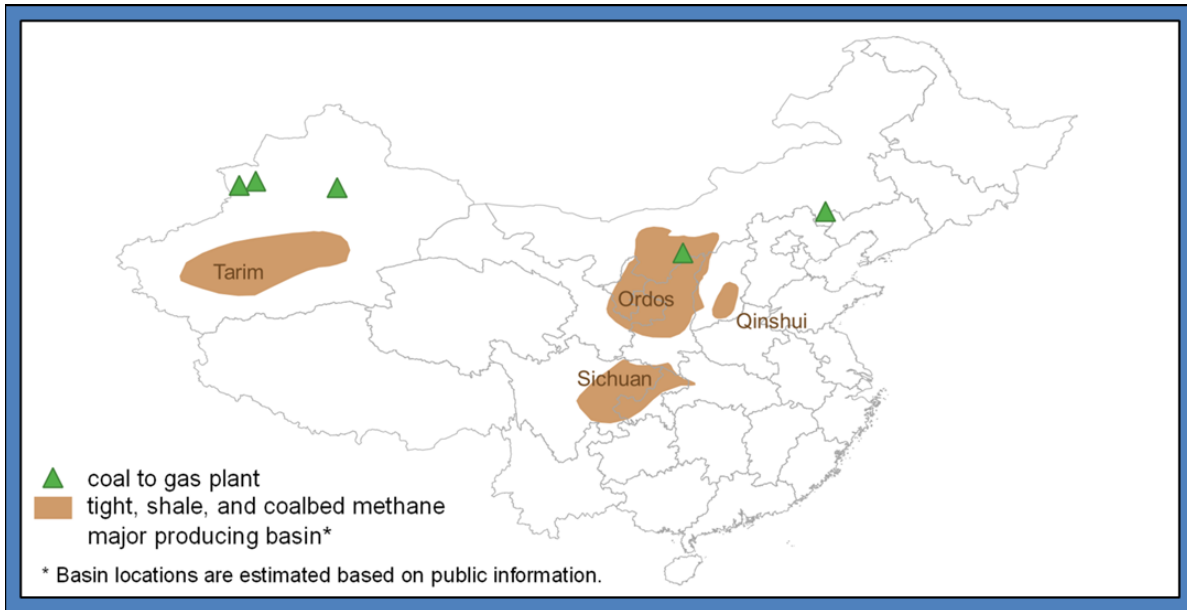 Tarim
Ordos
Qinshui
Sichuan
coal to gas plant
tight, shale, and coalbed methane
major producing basin*
* Basin locations are estimated based on public information.